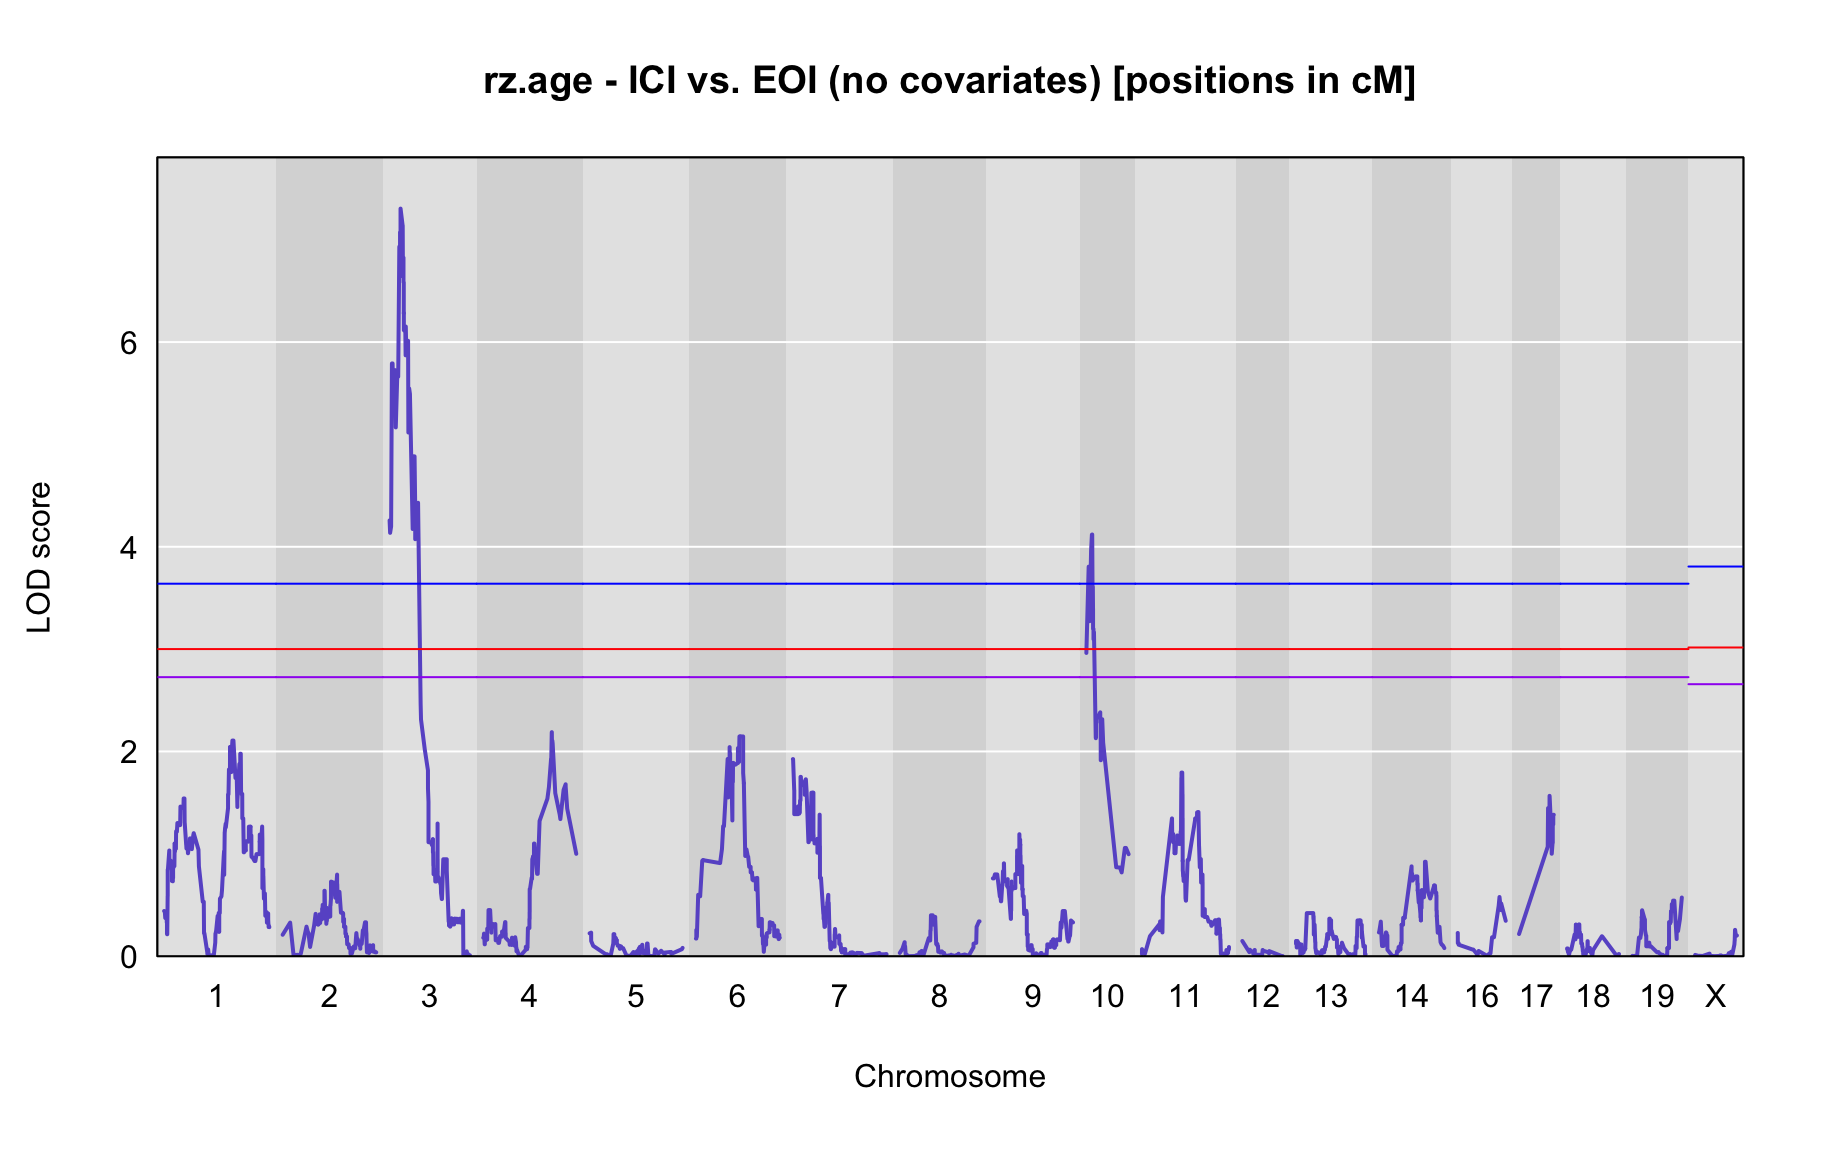 rz.age - ICI vs. EOI (no covariates) [positions in cM]
6
4
2
0
LOD score
1 2 3 4 5 6 7 8 9 10 11 12 13 14 16 17 18 19 X
Chromosome